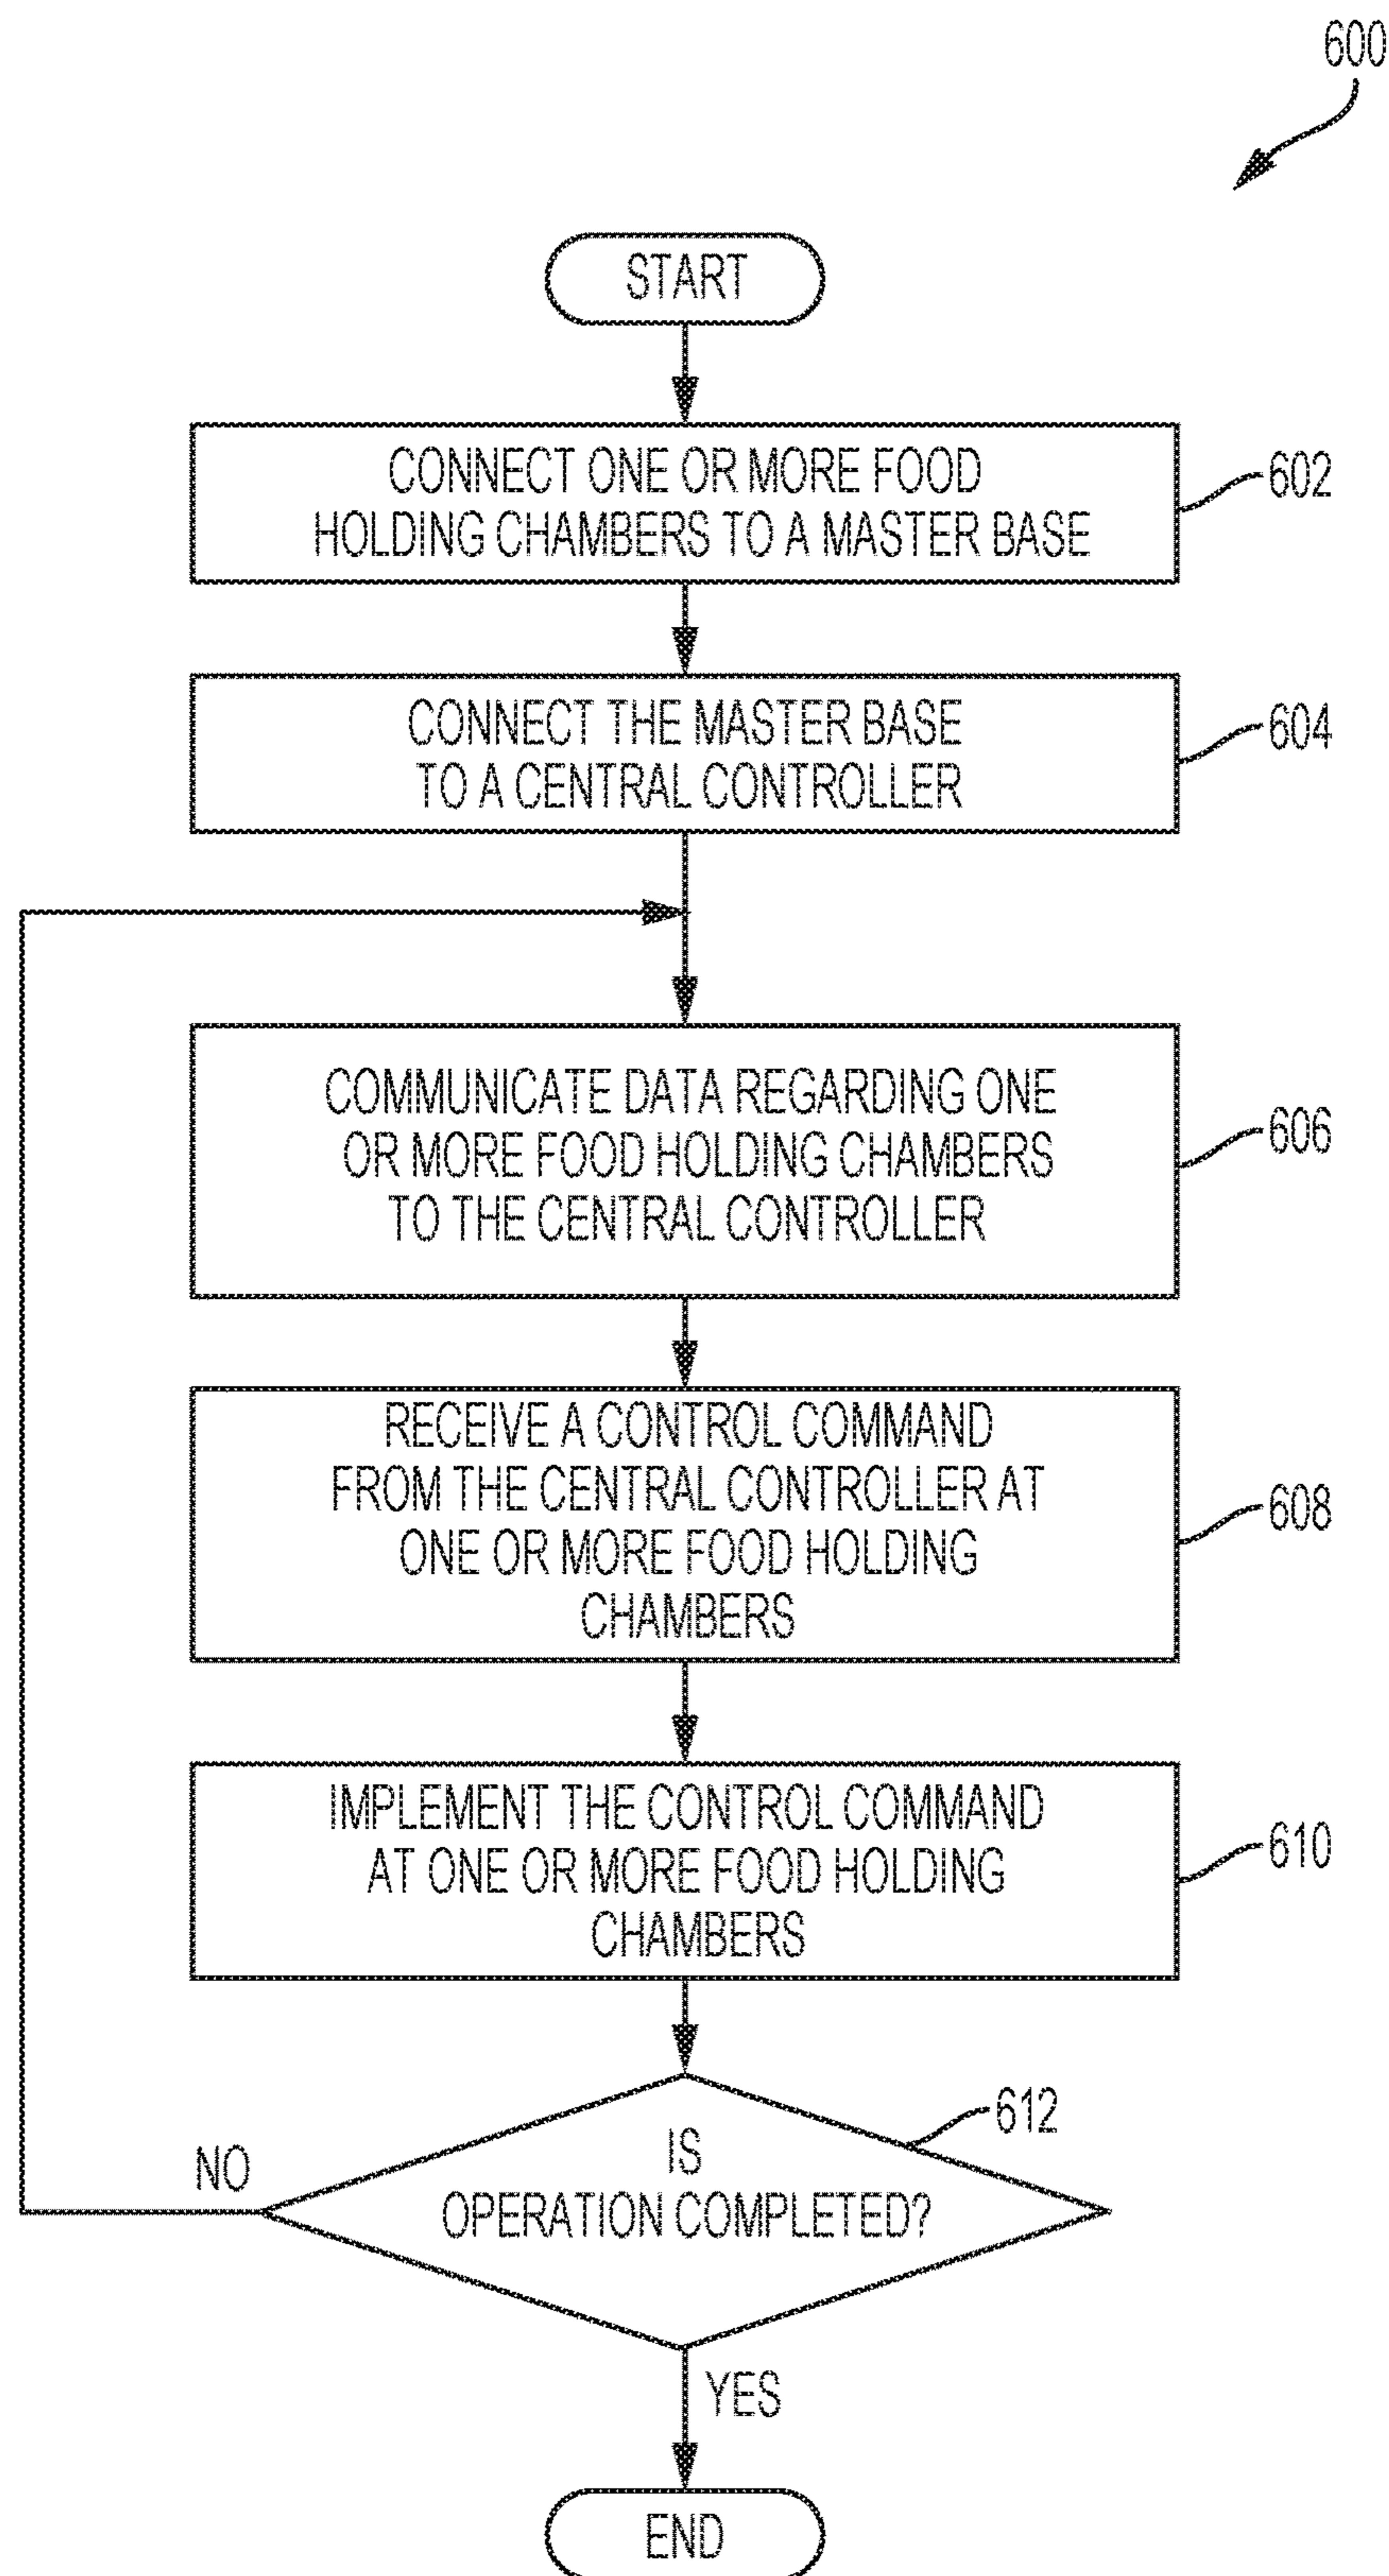 600
START
CONNECT ONE OR MORE FOOD
HOLDING CHAMBERS TO A MASTER BASE
602
CONNECT THE MASTER BASE
TO A CENTRAL CONTROLLER
604
COMMUNICATE DATA REGARDING ONE
OR MORE FOOD HOLDING CHAMBERS
TO THE CENTRAL CONTROLLER
606
RECEIVE A CONTROL COMMAND
FROM THE CENTRAL CONTROLLER AT
ONE OR MORE FOOD HOLDING
CHAMBERS
608
IMPLEMENT THE CONTROL COMMAND
AT ONE OR MORE FOOD HOLDING
CHAMBERS
610
612
NO
IS
OPERATION COMPLETED?
YES
END